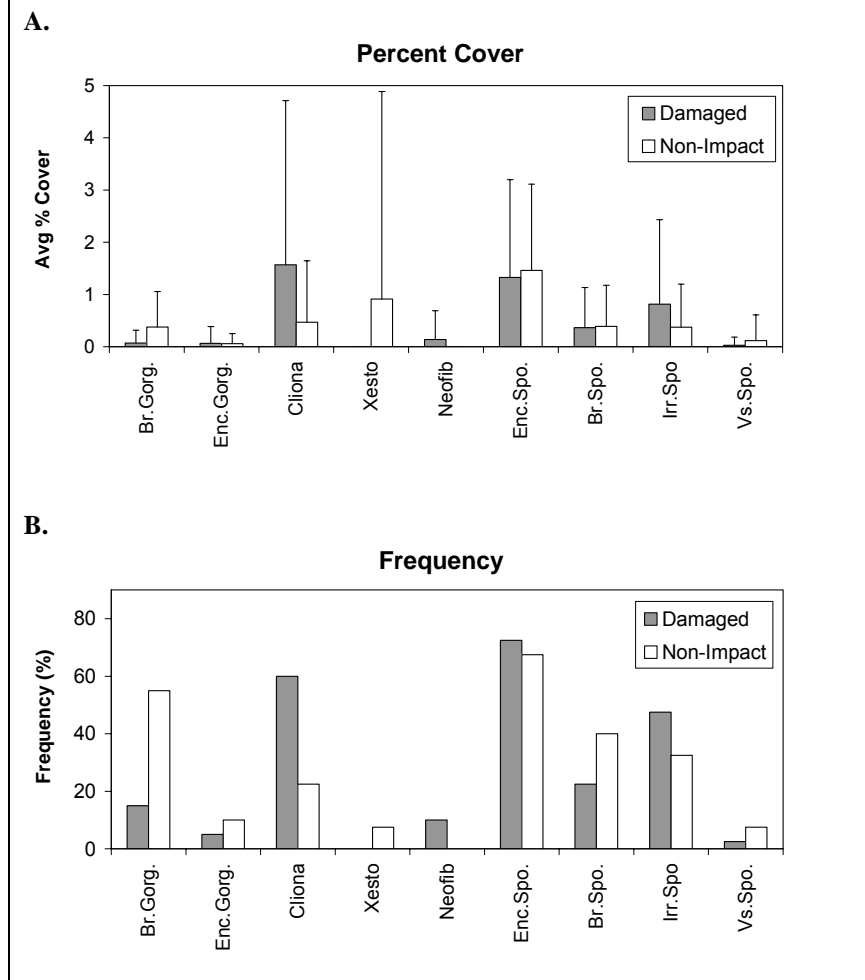 A.
Percent Cover
5
4
3
2
1
0
Avg % Cover
Damaged
Non-Impact
Br.Gorg.
Enc.Gorg.
Cliona
Xesto
Neofib
Enc.Spo.
Br.Spo.
Irr.Spo
Vs.Spo.
B.
Frequency
80
60
40
20
0
Frequency (%)
Damaged
Non-Impact
Br.Gorg.
Enc.Gorg.
Cliona
Xesto
Neofib
Enc.Spo.
Br.Spo.
Irr.Spo
Vs.Spo.